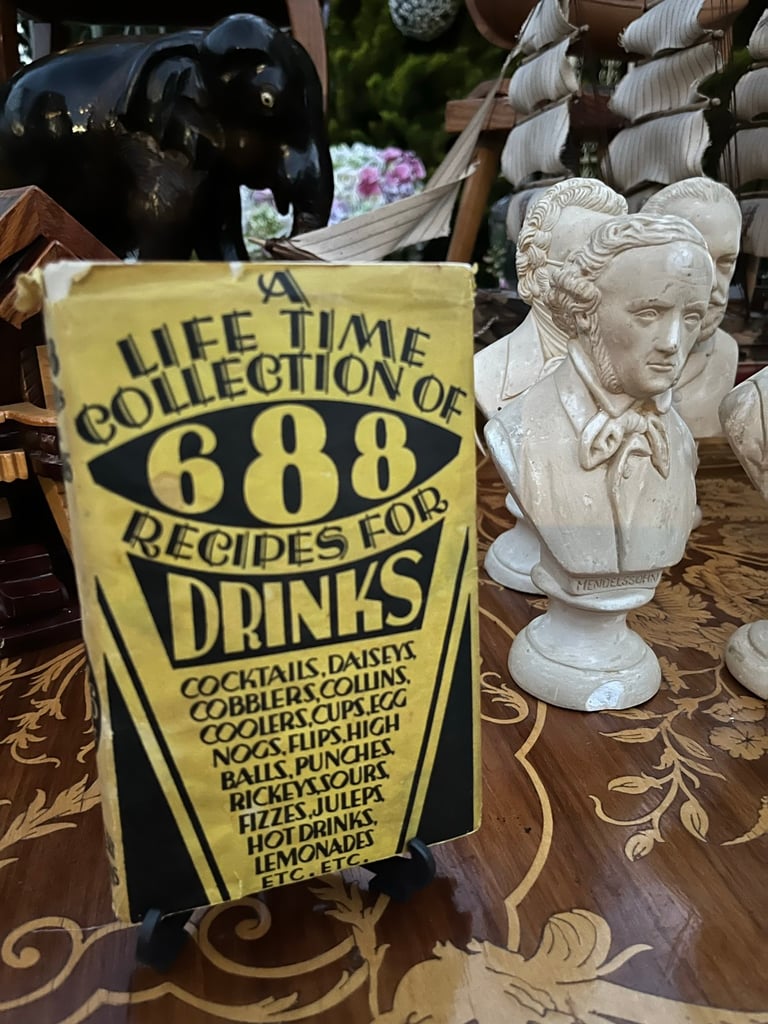 A
LIFE TIME
COLLECTION OF
688
RECIPES FOR
DRINKS
COCKTAILS, DAISEYS,
COBBLERS, COLLINS,
COOLERS, CUPS, EGG
NOGS, FLIPS, HIGH
BALLS, PUNCHES,
RICKEYS, SOURS,
FIZZES, JULEPS,
HOT DRINKS,
LEMONADES
ETC. ETC.
MENDELSSOHN